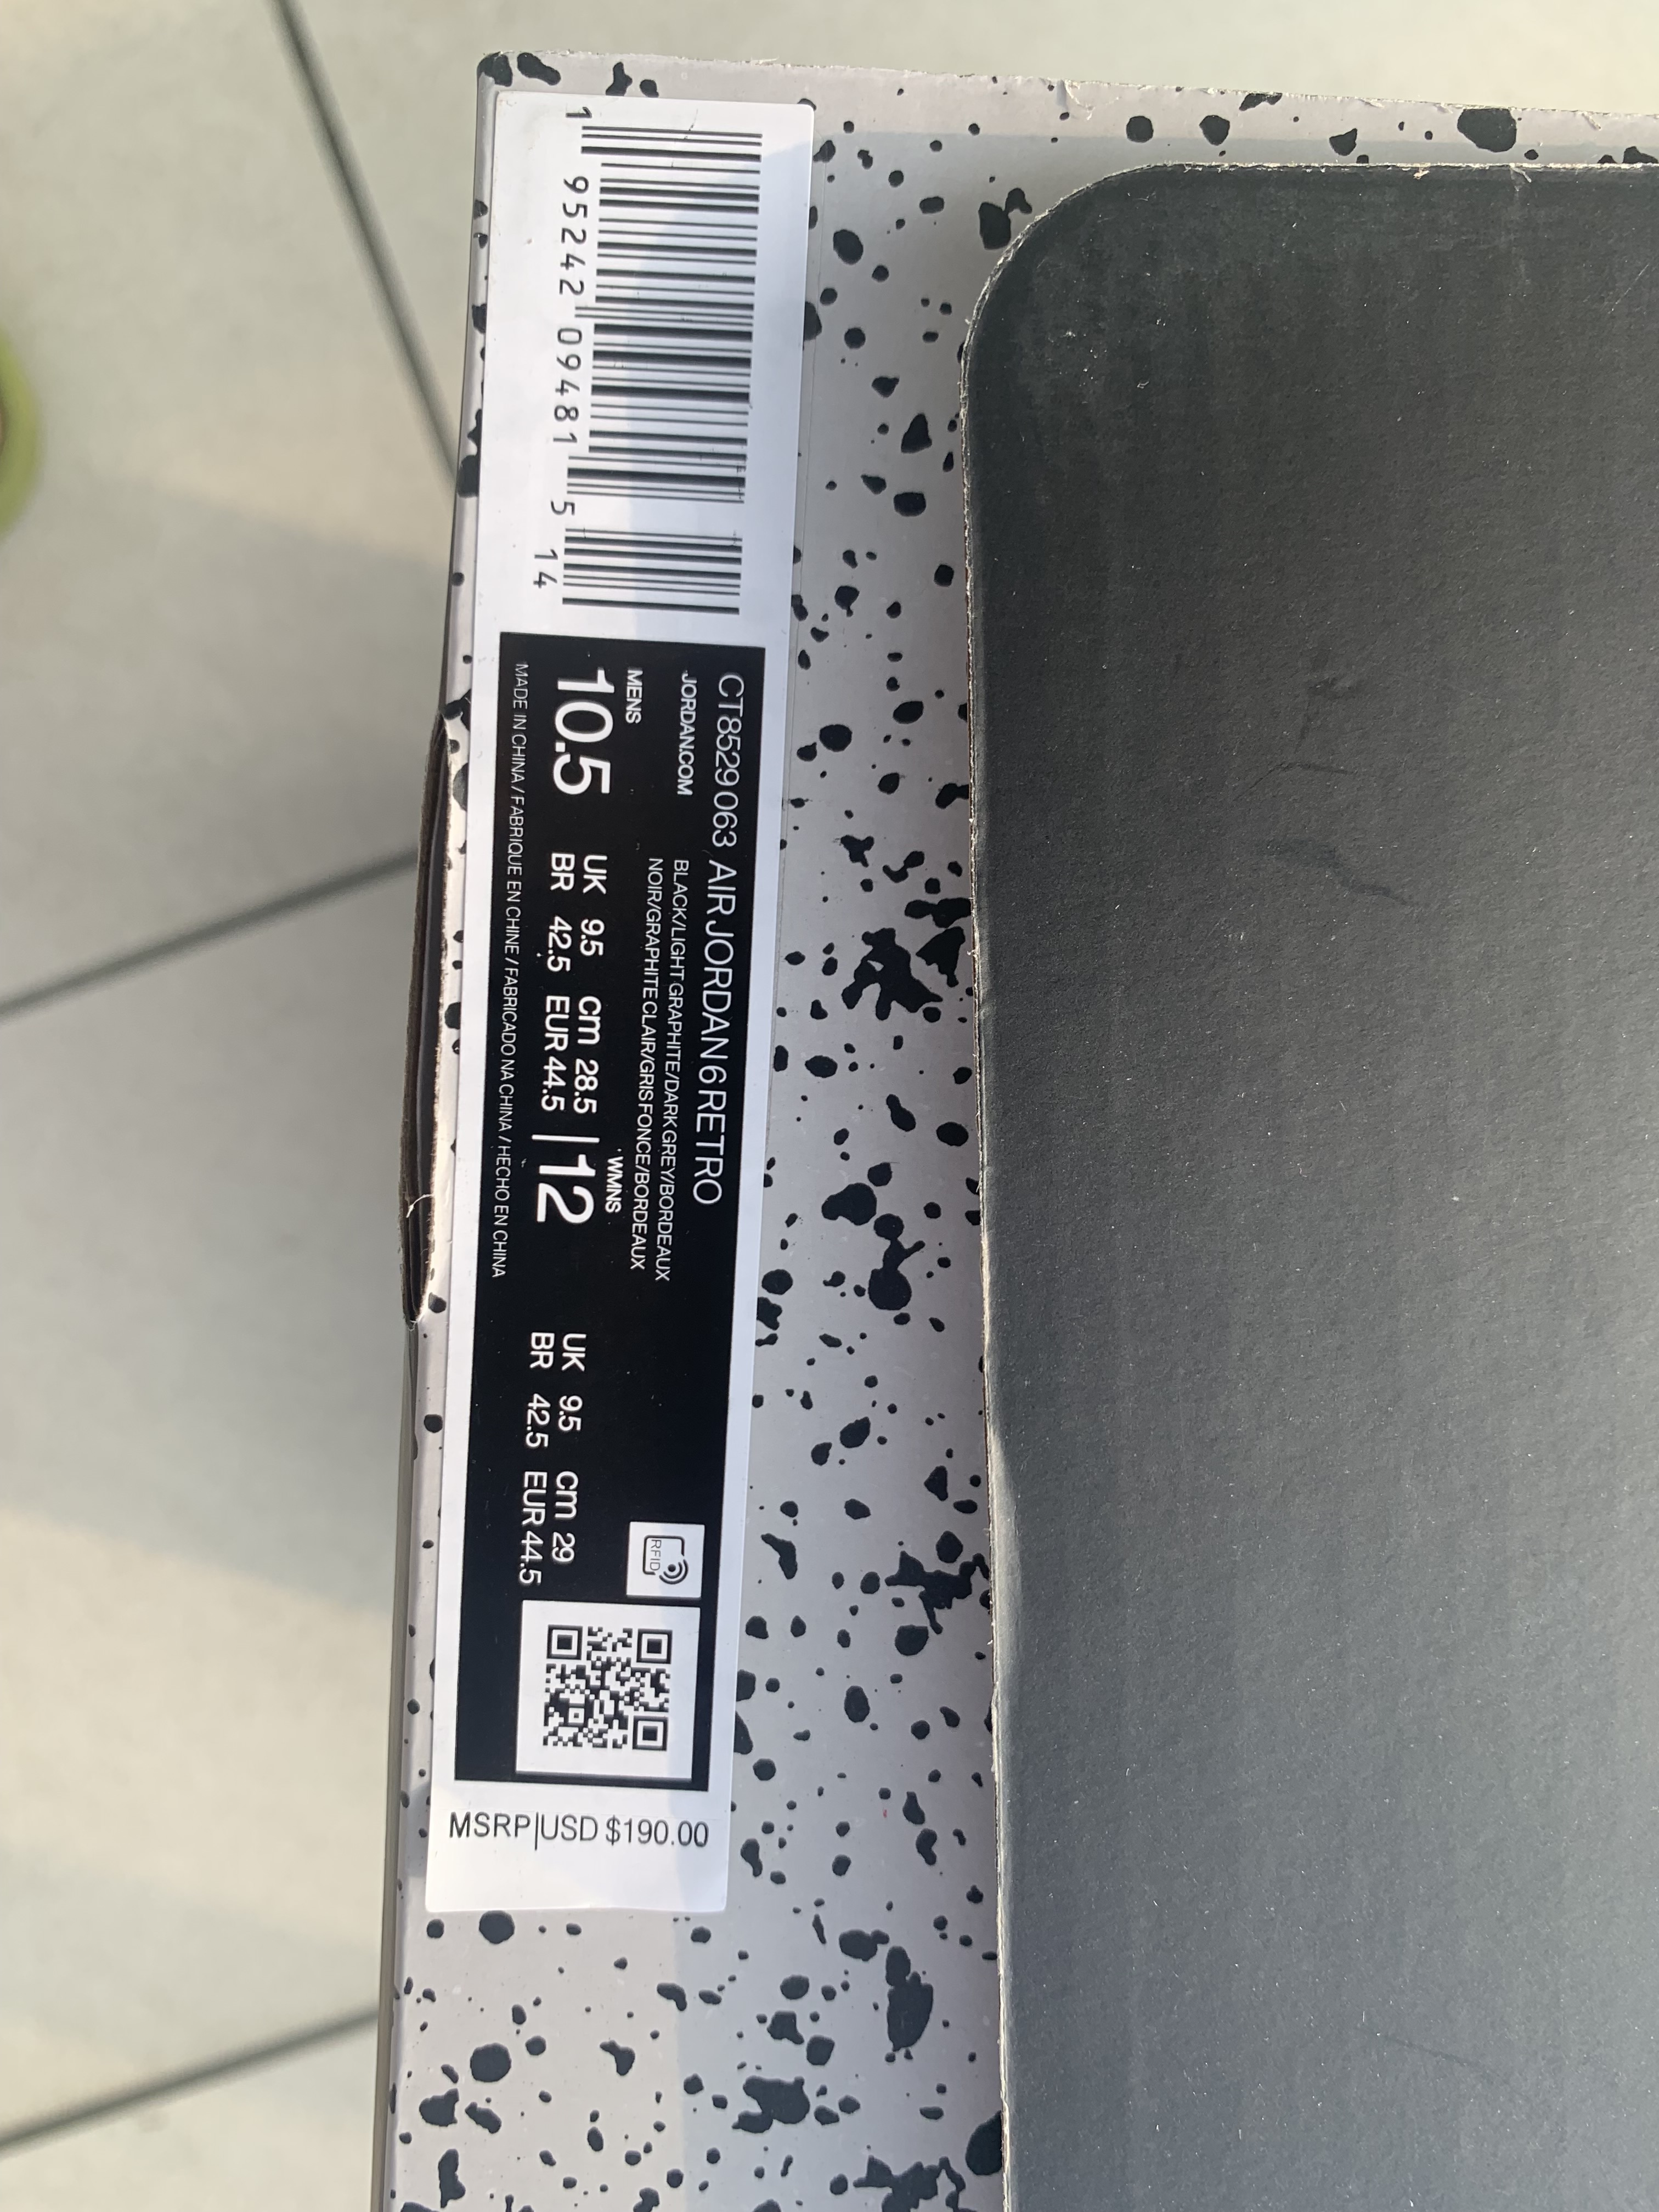 1 95242 09481 5 14
CT8529 063 AIR JORDAN 6 RETRO
JORDAN.COM
BLACK/LIGHT GRAPHITE/DARK GREY/BORDEAUX
NOIR/GRAPHITE CLAIR/GRIS FONCE/BORDEAUX
MENS
10.5
UK 9.5 cm 28.5
BR 42.5 EUR 44.5
WMNS
12
UK 9.5 cm 29
BR 42.5 EUR 44.5
MADE IN CHINA / FABRIQUE EN CHINE / FABRICADO NA CHINA / HECHO EN CHINA
RFID
MSRP|USD $190.00